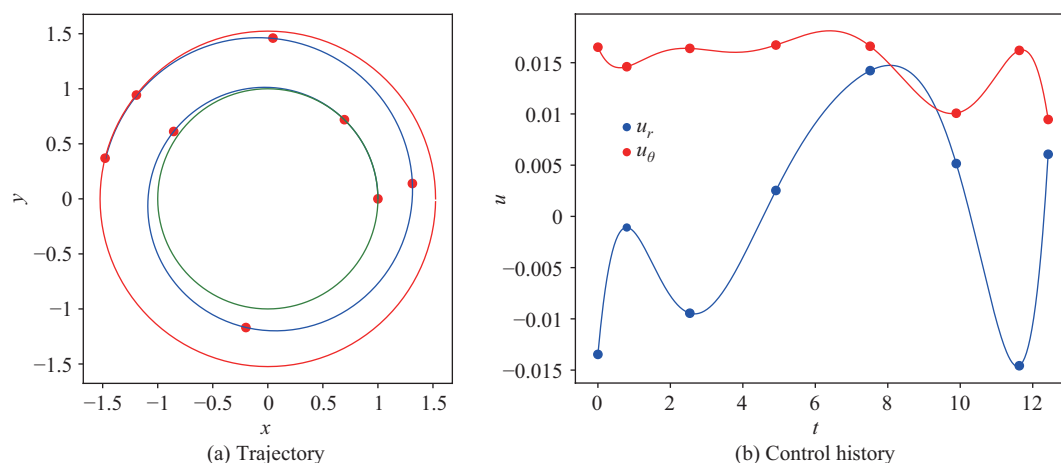 1.5
1
0.5
0
−0.5
−1
−1.5
y
−1.5 −1 −0.5 0 0.5 1 1.5
x
(a) Trajectory
0.015
0.01
0.005
0
−0.005
−0.01
−0.015
u
u_r
u_θ
0 2 4 6 8 10 12
t
(b) Control history